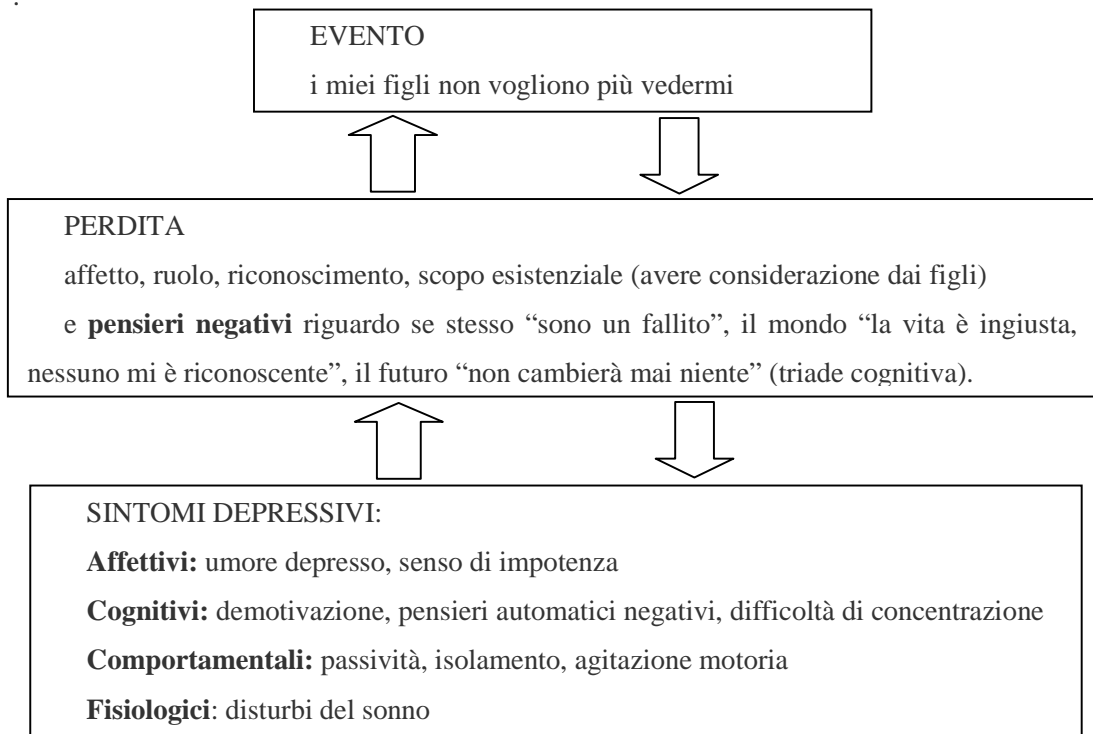 .
EVENTO
i miei figli non vogliono più vedermi
PERDITA
affetto, ruolo, riconoscimento, scopo esistenziale (avere considerazione dai figli)
e pensieri negativi riguardo se stesso “sono un fallito”, il mondo “la vita è ingiusta,
nessuno mi è riconoscente”, il futuro “non cambierà mai niente” (triade cognitiva).
SINTOMI DEPRESSIVI:
Affettivi: umore depresso, senso di impotenza
Cognitivi: demotivazione, pensieri automatici negativi, difficoltà di concentrazione
Comportamentali: passività, isolamento, agitazione motoria
Fisiologici: disturbi del sonno